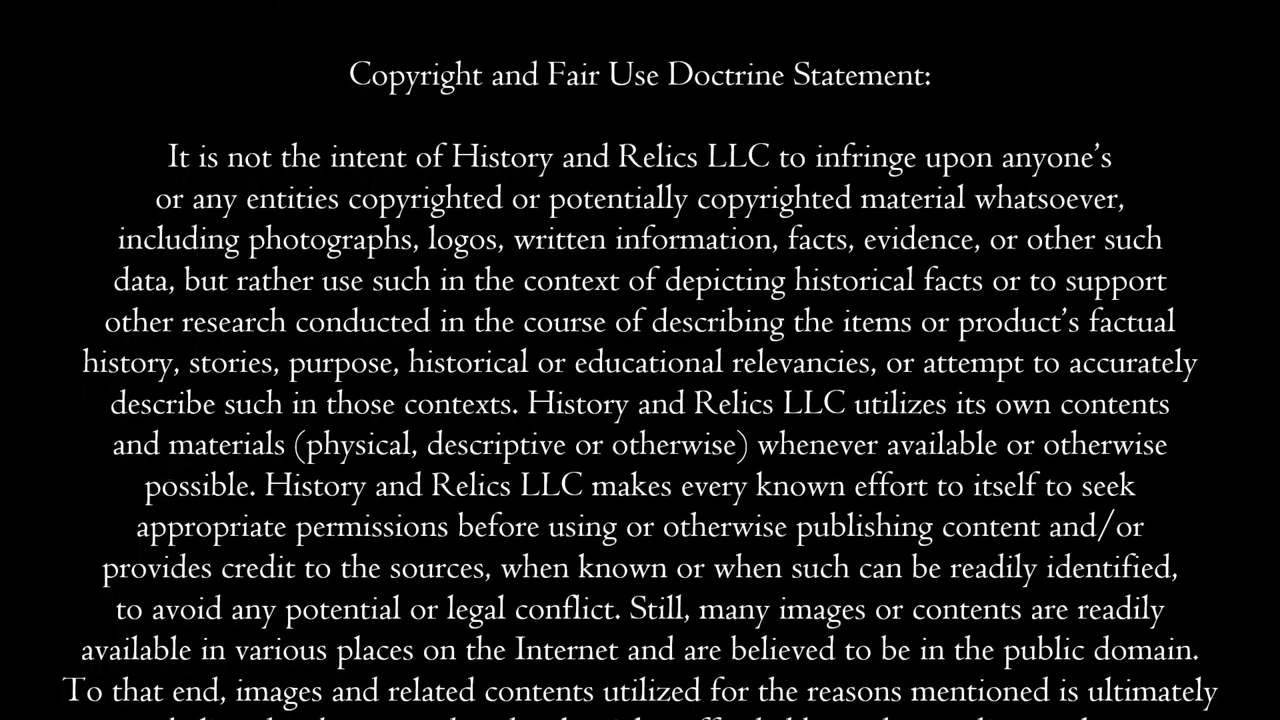 Copyright and Fair Use Doctrine Statement:
It is not the intent of History and Relics LLC to infringe upon anyone's
or any entities copyrighted or potentially copyrighted material whatsoever,
including photographs, logos, written information, facts, evidence, or other such
data, but rather use such in the context of depicting historical facts or to support
other research conducted in the course of describing the items or product's factual
history, stories, purpose, historical or educational relevancies, or attempt to accurately
describe such in those contexts. History and Relics LLC utilizes its own contents
and materials (physical, descriptive or otherwise) whenever available or otherwise
possible. History and Relics LLC makes every known effort to itself to seek
appropriate permissions before using or otherwise publishing content and/or
provides credit to the sources, when known or when such can be readily identified,
to avoid any potential or legal conflict. Still, many images or contents are readily
available in various places on the Internet and are believed to be in the public domain.
To that end, images and related contents utilized for the reasons mentioned is ultimately